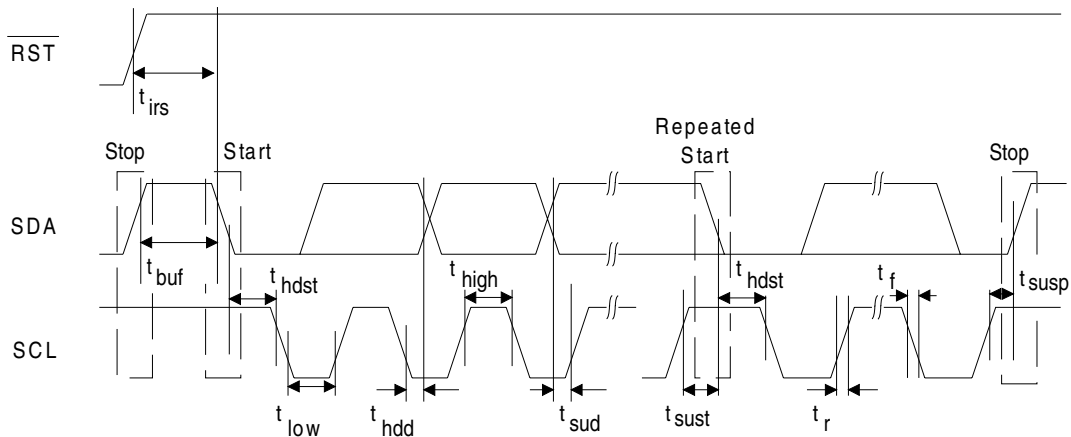 RST
t irs
Repeated
Stop Start Start Stop
SDA
t buf t hdst t high t hdst t f t susp
SCL
t low t hdd t sud t sust t r